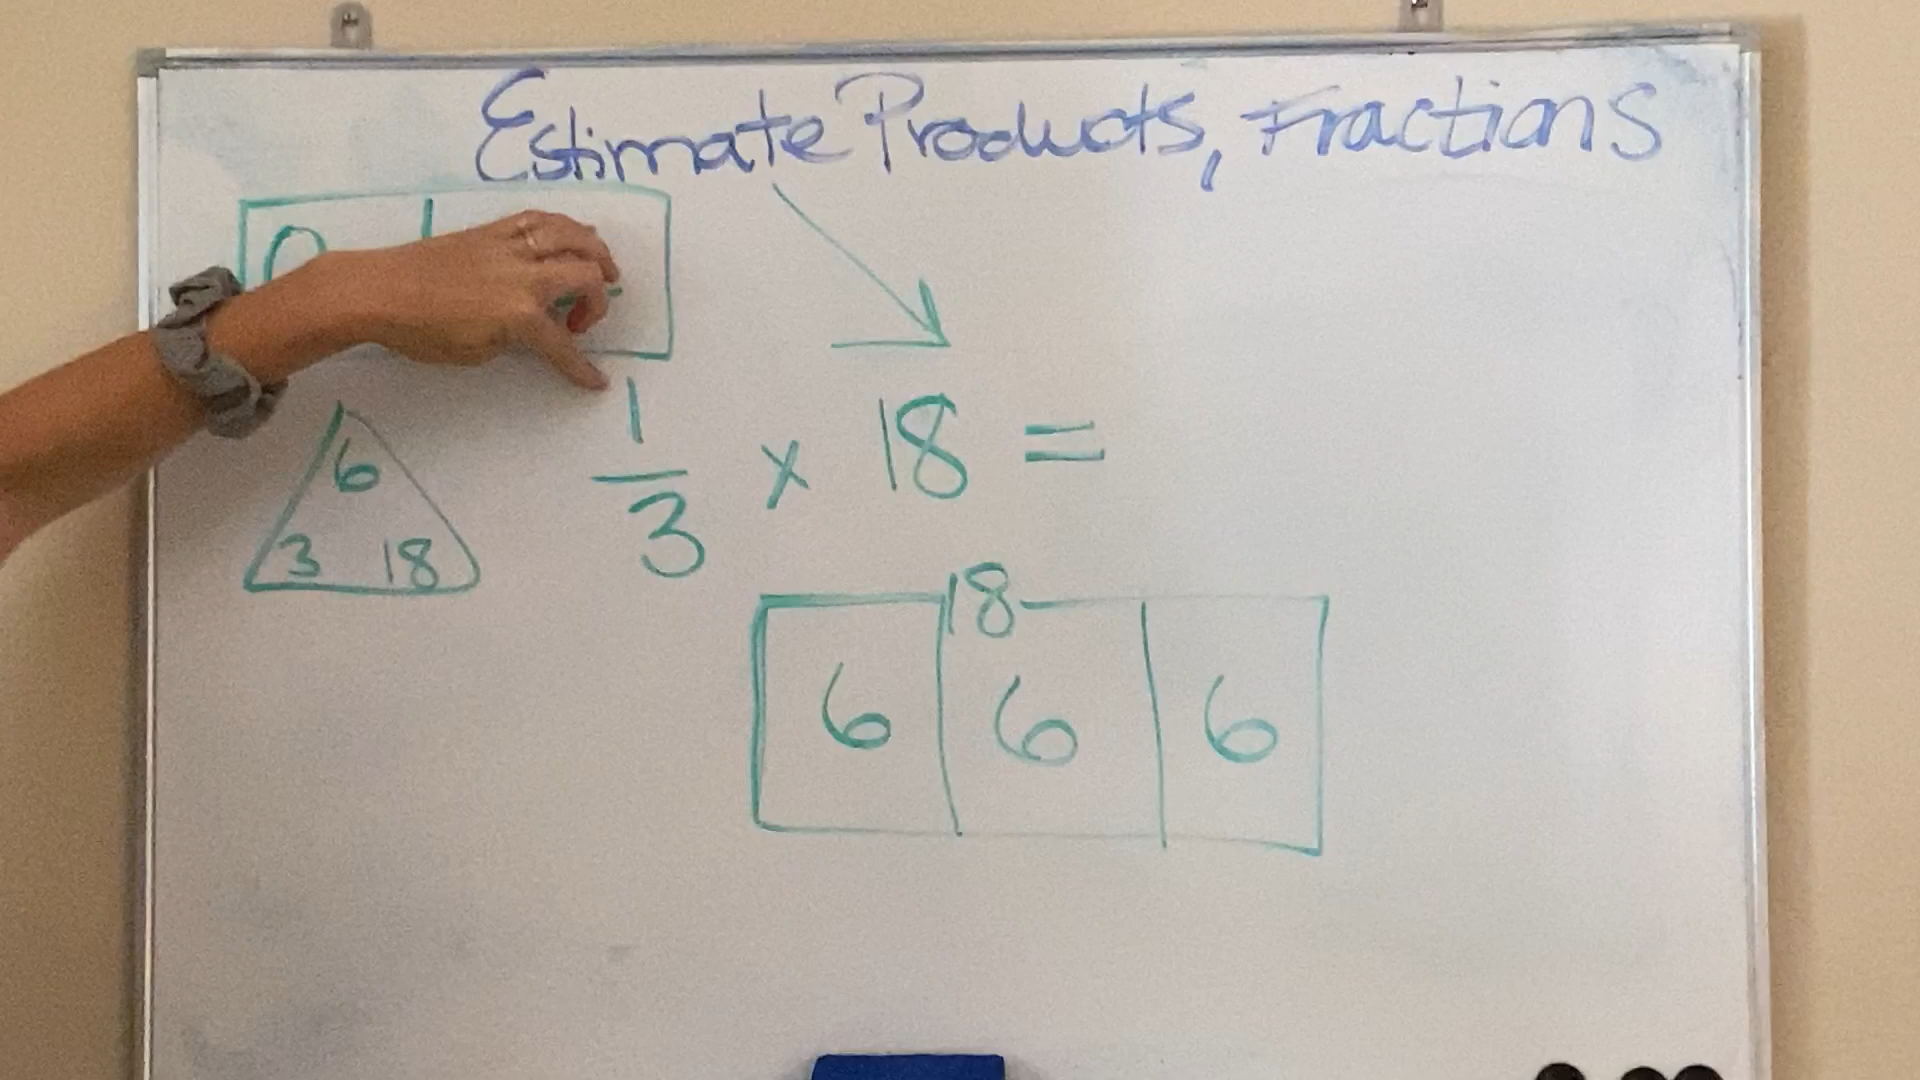 Estimate Products, Fractions
6
3 18
1/3 x 18 =
18
6 6 6